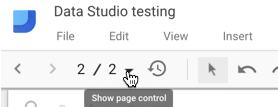 Data Studio testing
File Edit View Insert
2 / 2
Show page control